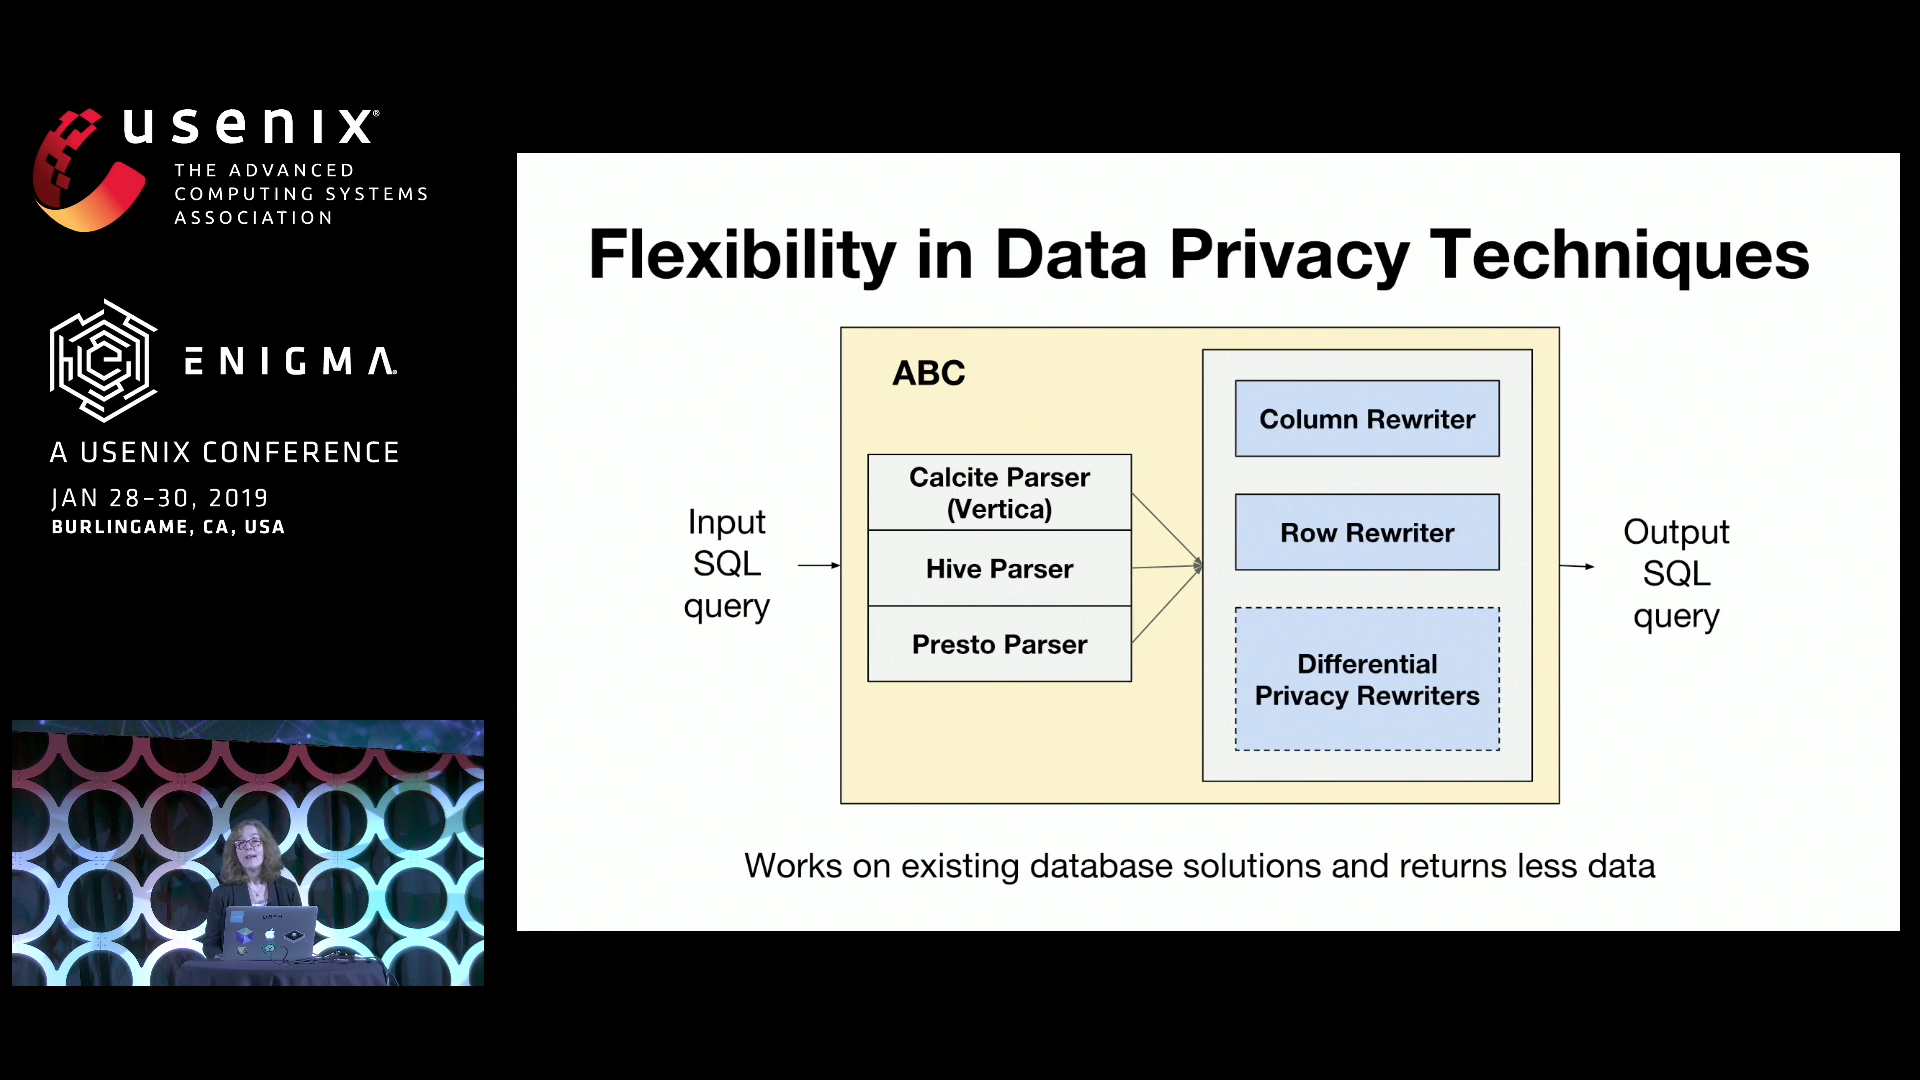 usenix®
THE ADVANCED
COMPUTING SYSTEMS
ASSOCIATION
ENIGMA.
A USENIX CONFERENCE
JAN 28–30, 2019
BURLINGAME, CA, USA
Flexibility in Data Privacy Techniques
Input
SQL
query
ABC
Calcite Parser
(Vertica)
Hive Parser
Presto Parser
Column Rewriter
Row Rewriter
Differential
Privacy Rewriters
Output
SQL
query
Works on existing database solutions and returns less data